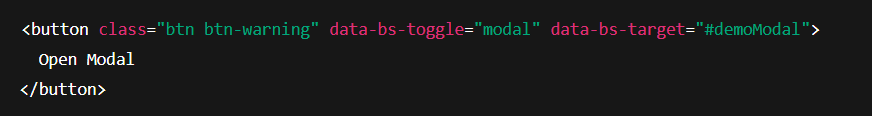 <button class="btn btn-warning" data-bs-toggle="modal" data-bs-target="#demoModal">
  Open Modal
</button>